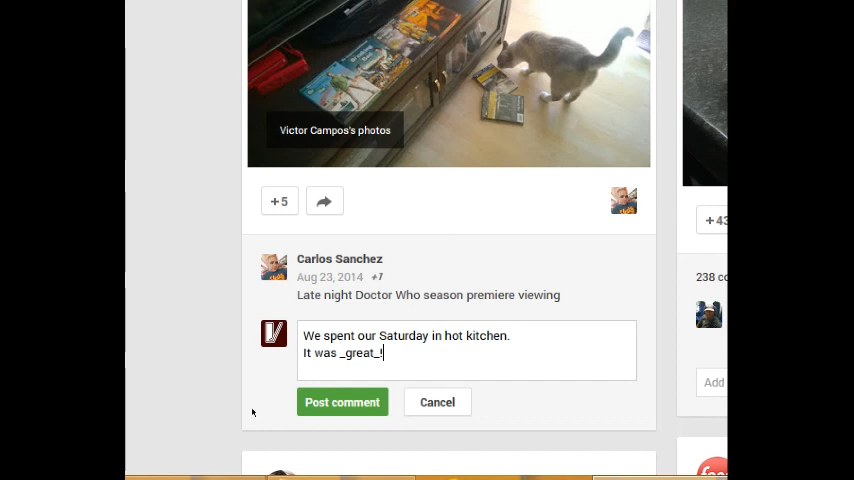 Victor Campos's photos
+5
+43
Carlos Sanchez
Aug 23, 2014 +1
Late night Doctor Who season premiere viewing
238 co
We spent our Saturday in hot kitchen.
It was _great_!
Add
Post comment
Cancel